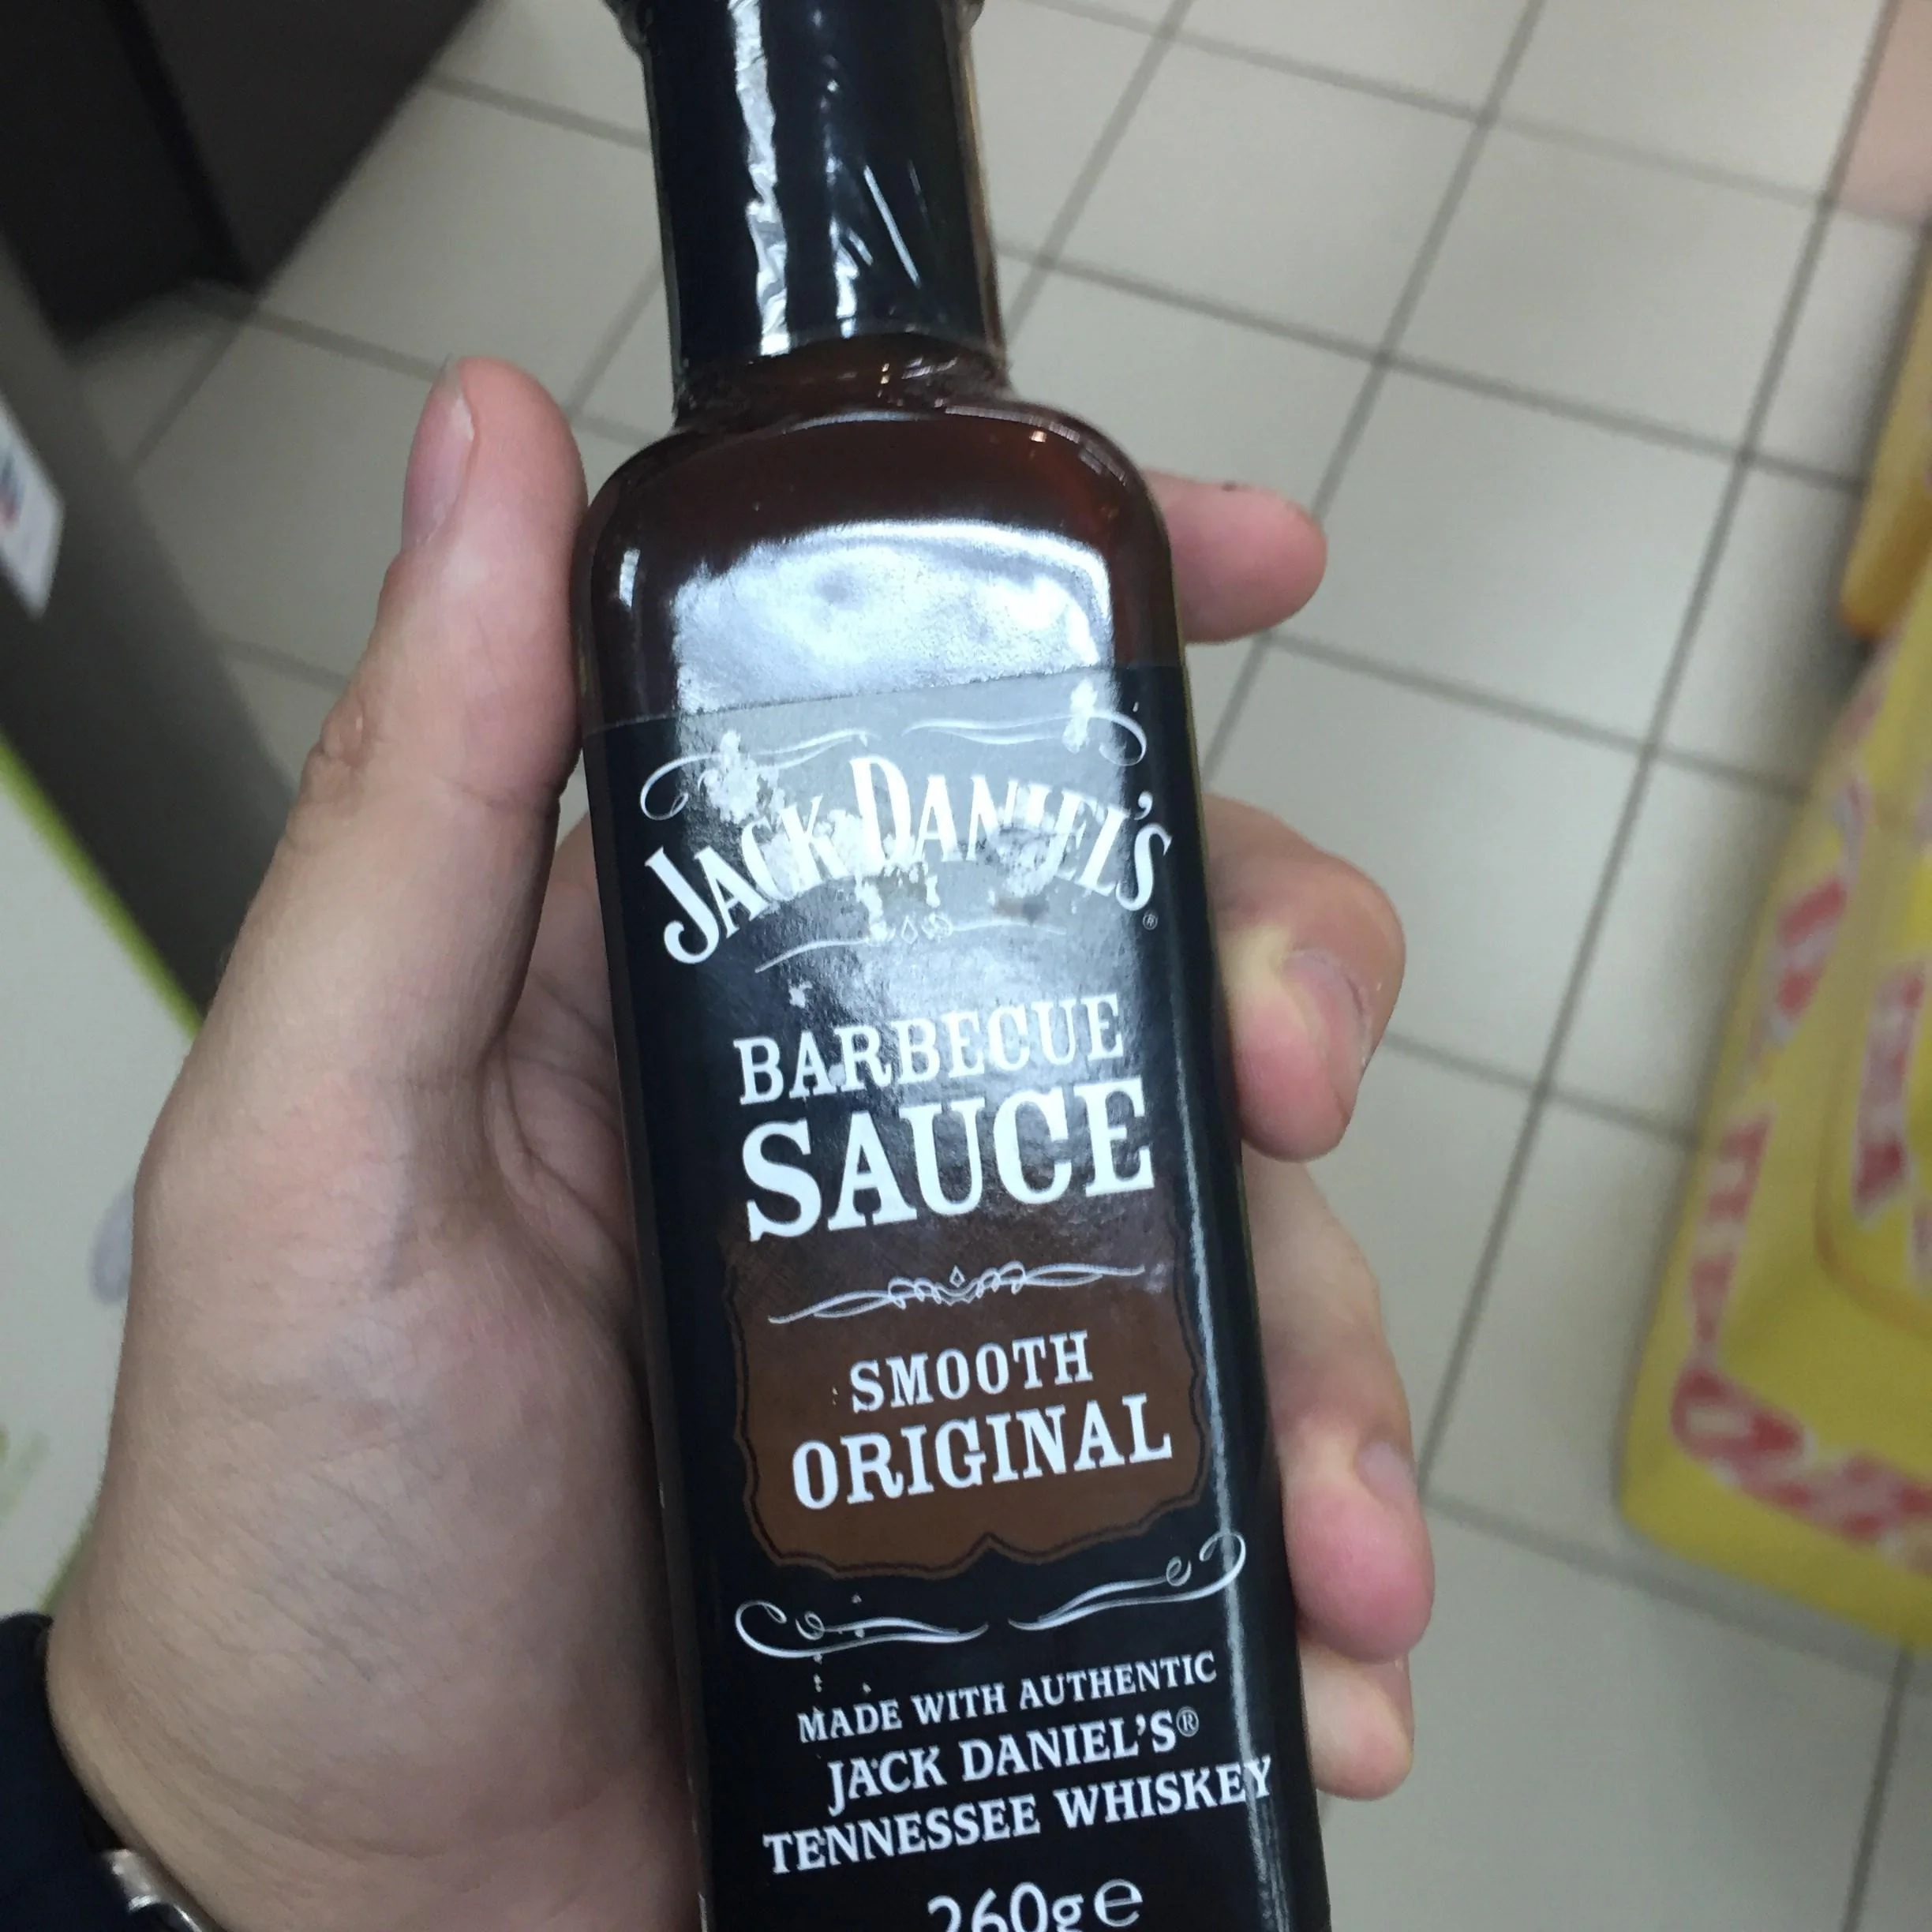 JACK DANIEL'S®
BARBECUE
SAUCE
SMOOTH
ORIGINAL
MADE WITH AUTHENTIC
JACK DANIEL'S®
TENNESSEE WHISKEY
260g℮